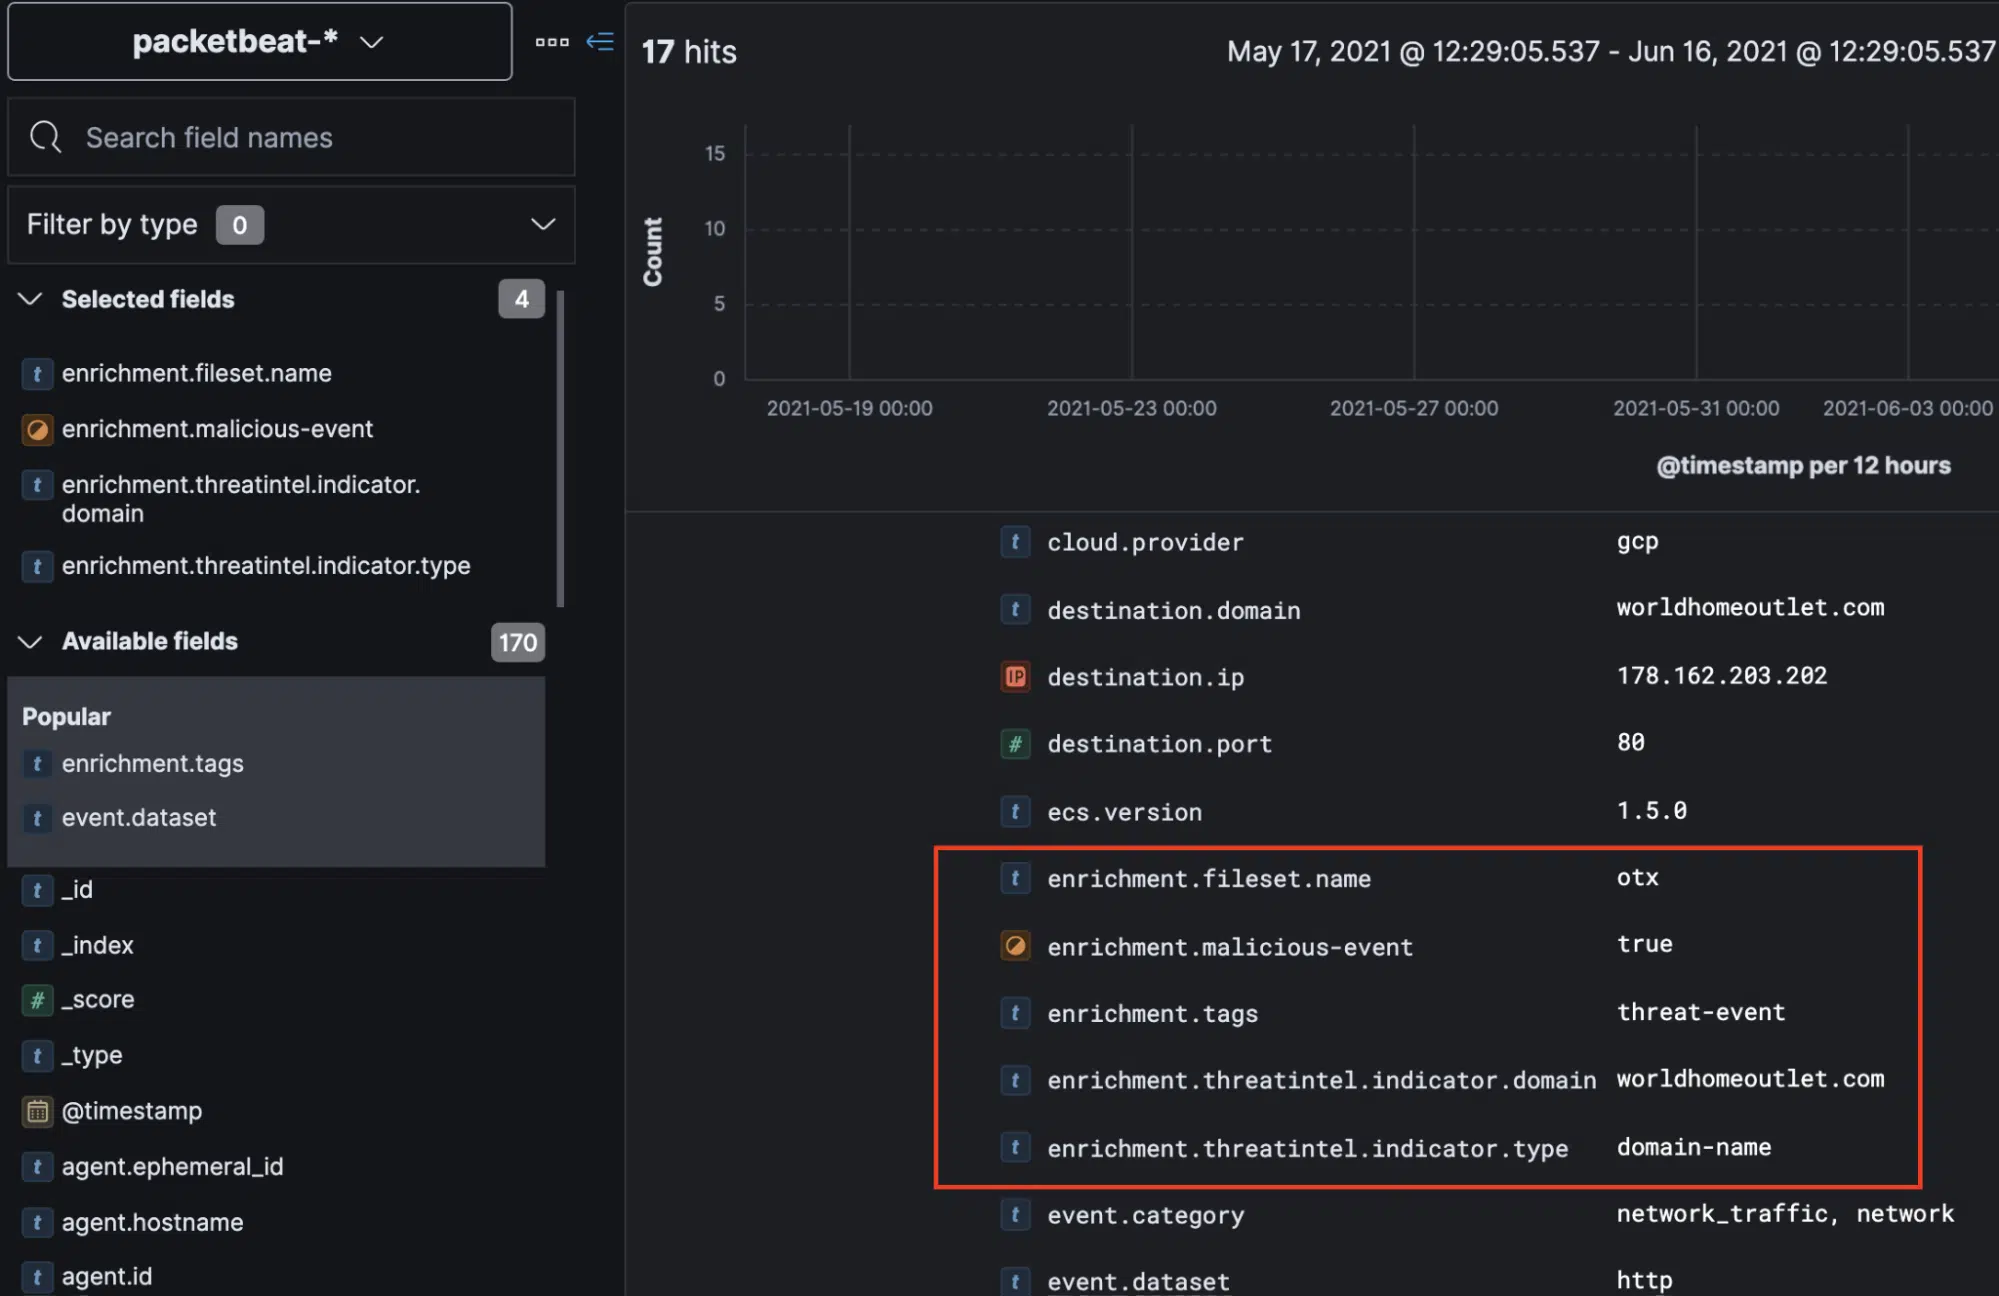 packetbeat-*
17 hits
May 17, 2021 @ 12:29:05.537 - Jun 16, 2021 @ 12:29:05.537
Search field names
Filter by type 0
Selected fields 4
t enrichment.fileset.name
enrichment.malicious-event
t enrichment.threatintel.indicator.
domain
t enrichment.threatintel.indicator.type
Available fields 170
Popular
t enrichment.tags
t event.dataset
t _id
t _index
# _score
t _type
@timestamp
t agent.ephemeral_id
t agent.hostname
t agent.id
Count
15
10
5
0
2021-05-19 00:00 2021-05-23 00:00 2021-05-27 00:00 2021-05-31 00:00 2021-06-03 00:00
@timestamp per 12 hours
t cloud.provider gcp
t destination.domain worldhomeoutlet.com
IP destination.ip 178.162.203.202
# destination.port 80
t ecs.version 1.5.0
t enrichment.fileset.name otx
enrichment.malicious-event true
t enrichment.tags threat-event
t enrichment.threatintel.indicator.domain worldhomeoutlet.com
t enrichment.threatintel.indicator.type domain-name
t event.category network_traffic, network
t event.dataset http